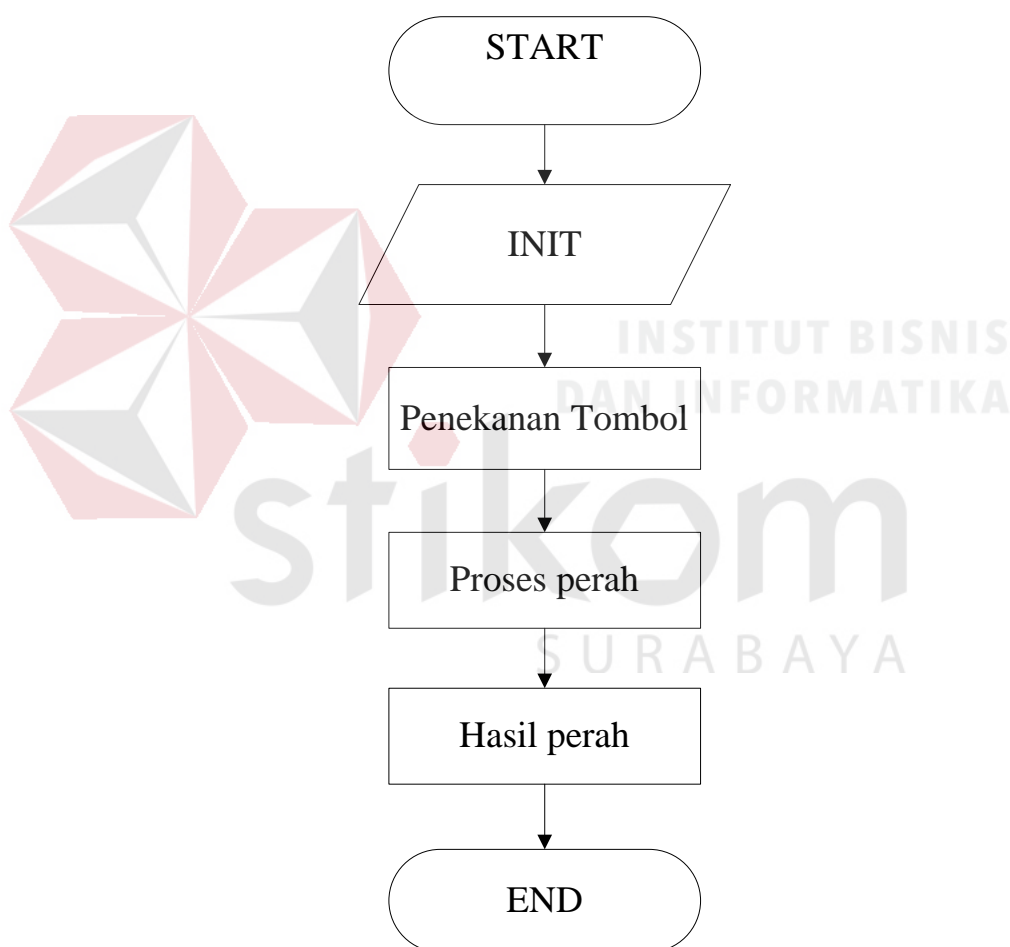 START
INIT
INSTITUT BISNIS
DAN INFORMATIKA
Penekanan Tombol
stikom
Proses perah
SURABAYA
Hasil perah
END